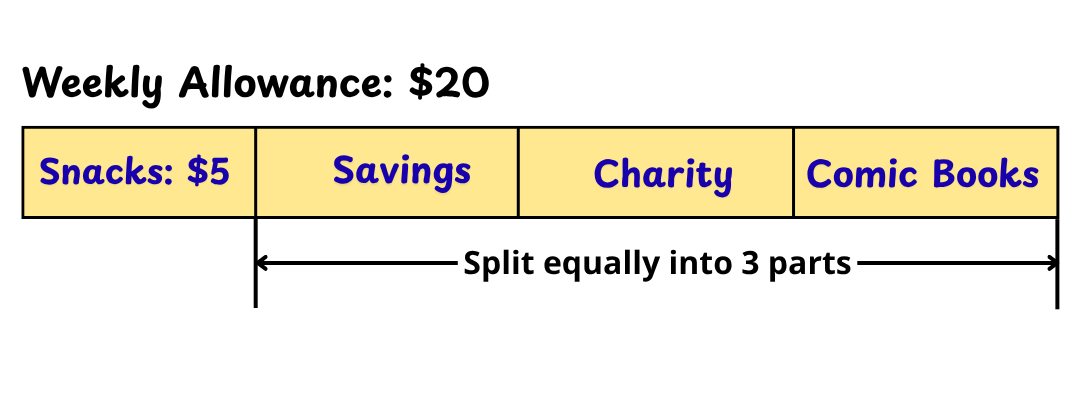 Weekly Allowance: $20
Snacks: $5 Savings Charity Comic Books
Split equally into 3 parts